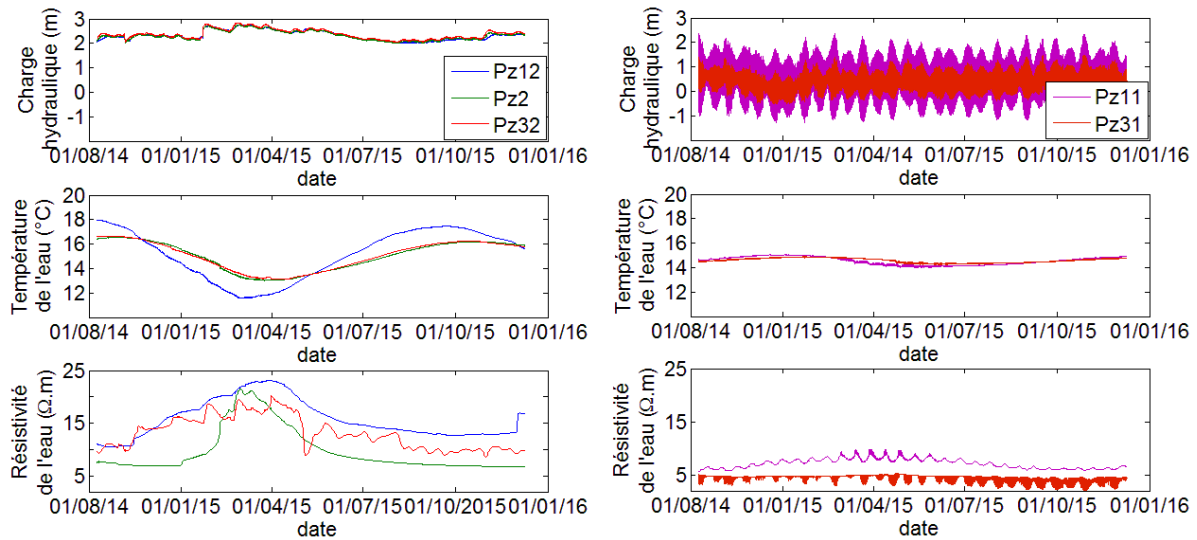 3
2
1
0
-1
Charge
hydraulique (m)
Pz12
Pz2
Pz32
01/08/14 01/01/15 01/04/15 01/07/15 01/10/15 01/01/16
date
20
18
16
14
12
Température
de l'eau (°C)
01/08/14 01/01/15 01/04/15 01/07/15 01/10/15 01/01/16
date
25
15
5
Résistivité
de l'eau (Ω.m)
01/08/14 01/01/15 01/04/15 01/07/15 01/10/2015 01/01/16
date
3
2
1
0
-1
Charge
hydraulique (m)
Pz11
Pz31
01/08/14 01/01/15 01/04/15 01/07/15 01/10/15 01/01/16
date
20
18
16
14
12
Température
de l'eau (°C)
01/08/14 01/01/15 01/04/15 01/07/15 01/10/15 01/01/16
date
25
15
5
Résistivité
de l'eau (Ω.m)
01/08/14 01/01/15 01/04/15 01/07/15 01/10/15 01/01/16
date